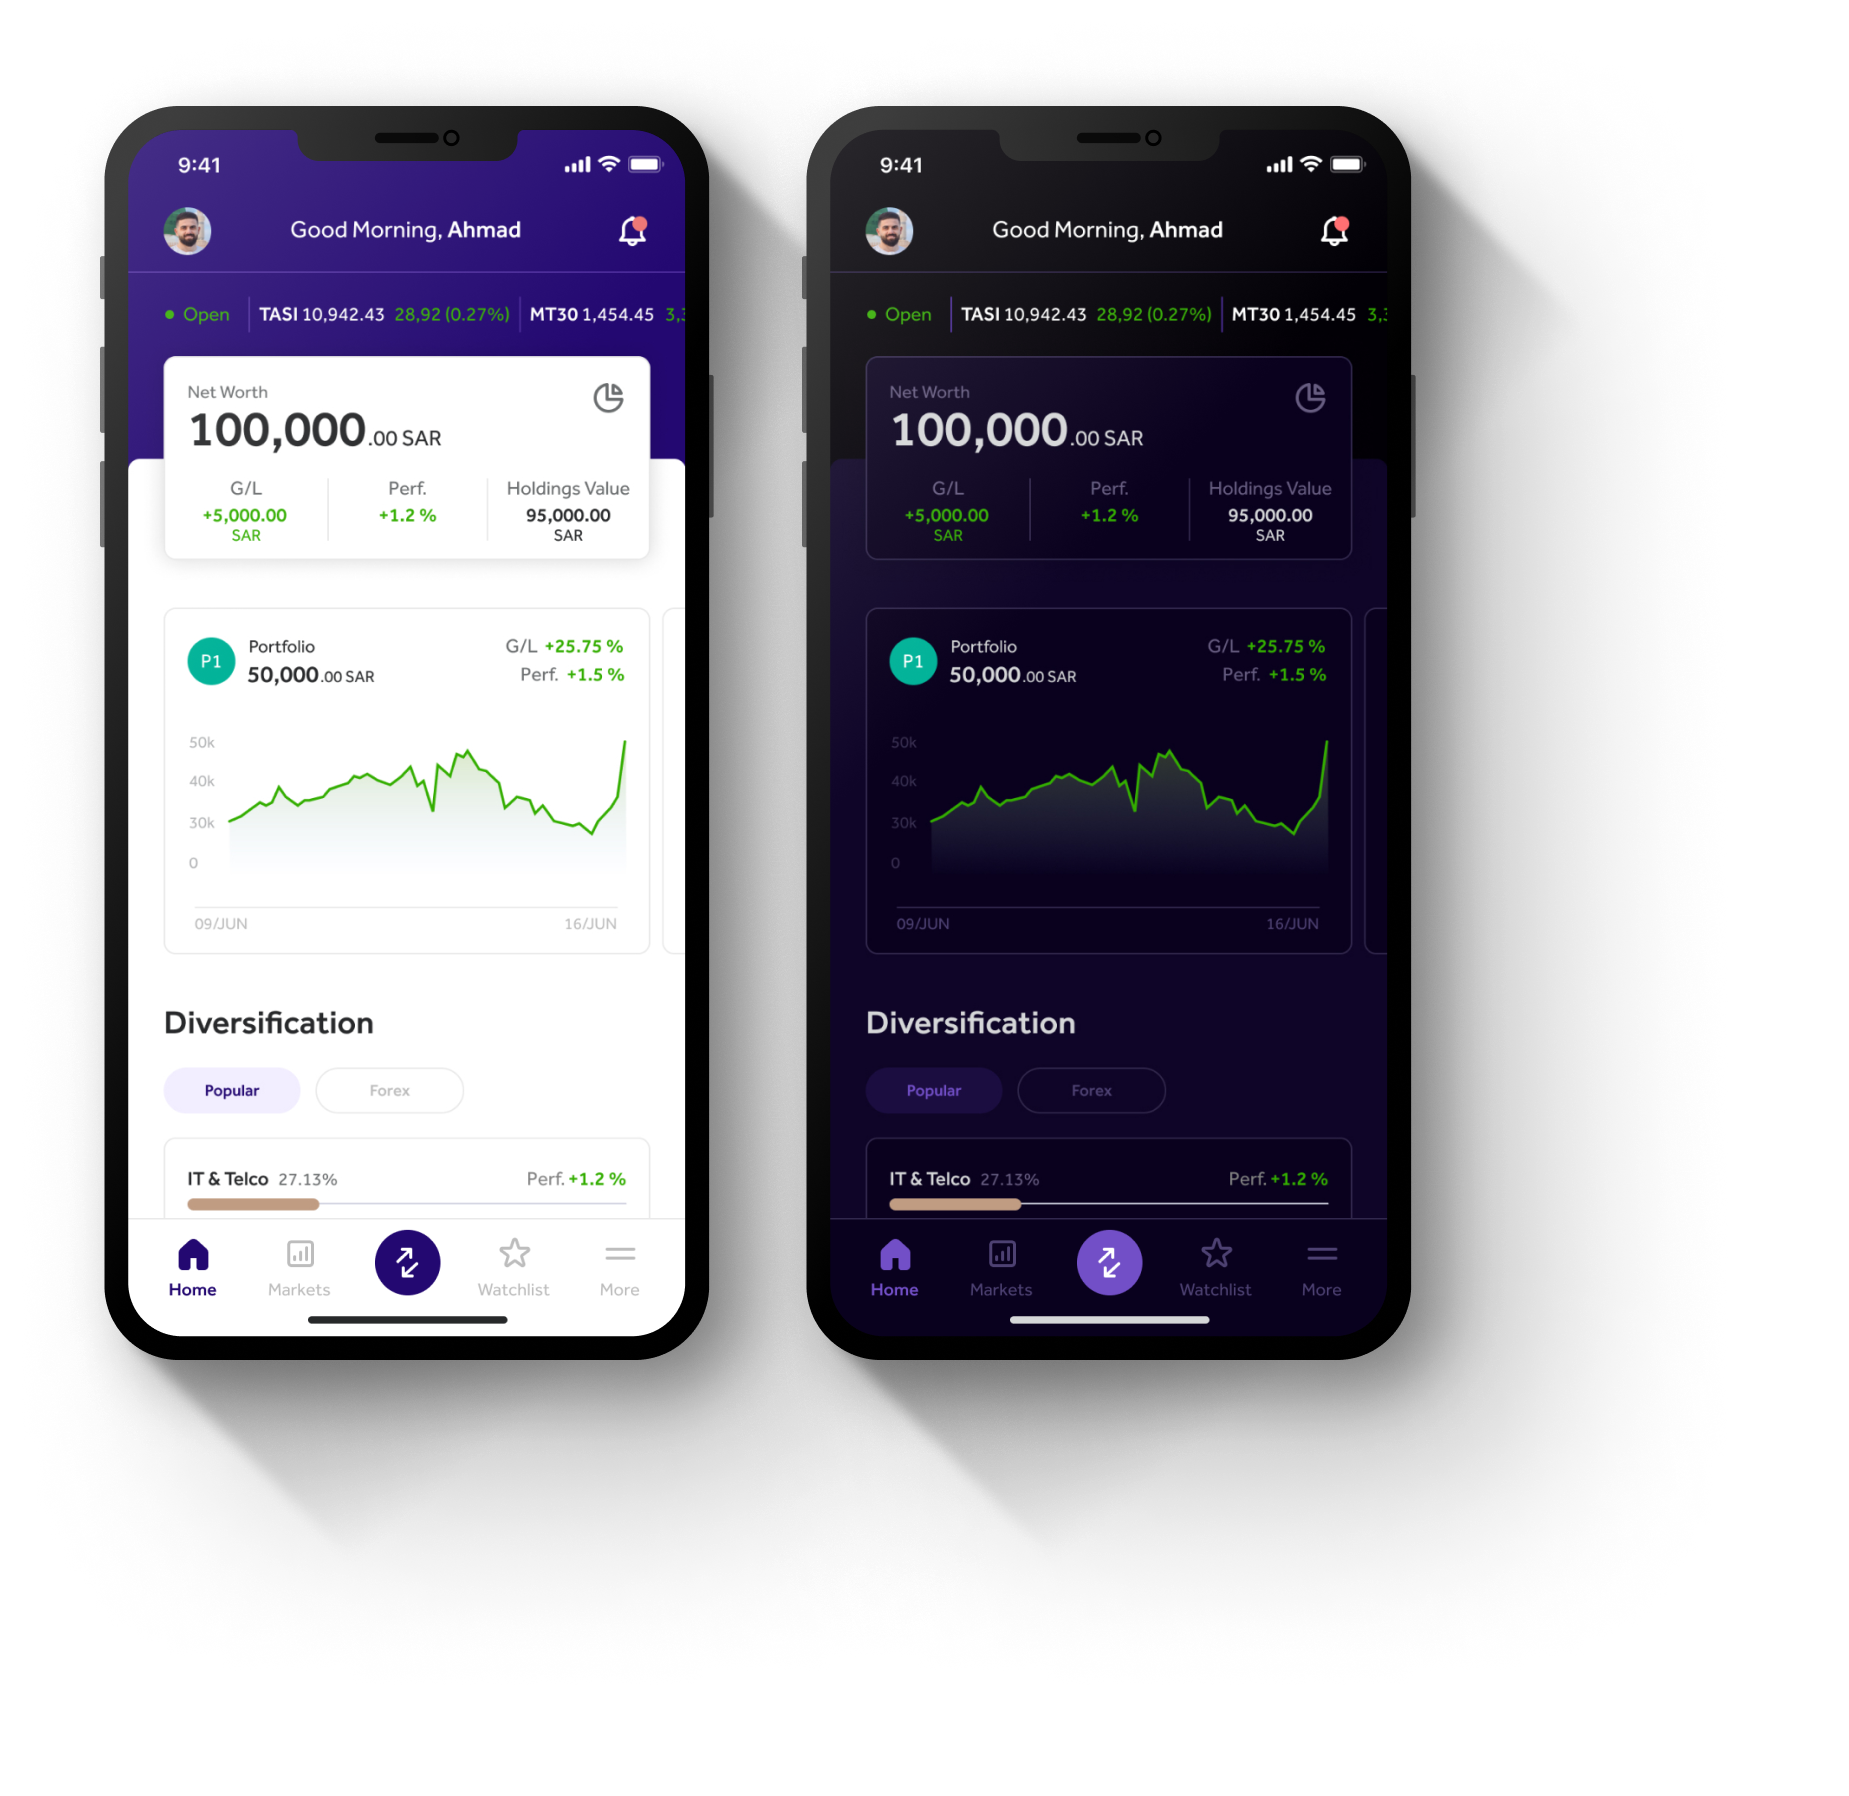 9:41
Good Morning, Ahmad
Open TASI 10,942.43 28,92 (0.27%) MT30 1,454.45 3,3
Net Worth
100,000.00 SAR
G/L Perf. Holdings Value
+5,000.00 +1.2 % 95,000.00
SAR SAR
P1 Portfolio G/L +25.75 %
50,000.00 SAR Perf. +1.5 %
50k
40k
30k
0
09/JUN 16/JUN
Diversification
Popular Forex
IT & Telco 27.13% Perf. +1.2 %
Home Markets Watchlist More
9:41
Good Morning, Ahmad
Open TASI 10,942.43 28,92 (0.27%) MT30 1,454.45 3,3
Net Worth
100,000.00 SAR
G/L Perf. Holdings Value
+5,000.00 +1.2 % 95,000.00
SAR SAR
P1 Portfolio G/L +25.75 %
50,000.00 SAR Perf. +1.5 %
50k
40k
30k
0
09/JUN 16/JUN
Diversification
Popular Forex
IT & Telco 27.13% Perf. +1.2 %
Home Markets Watchlist More